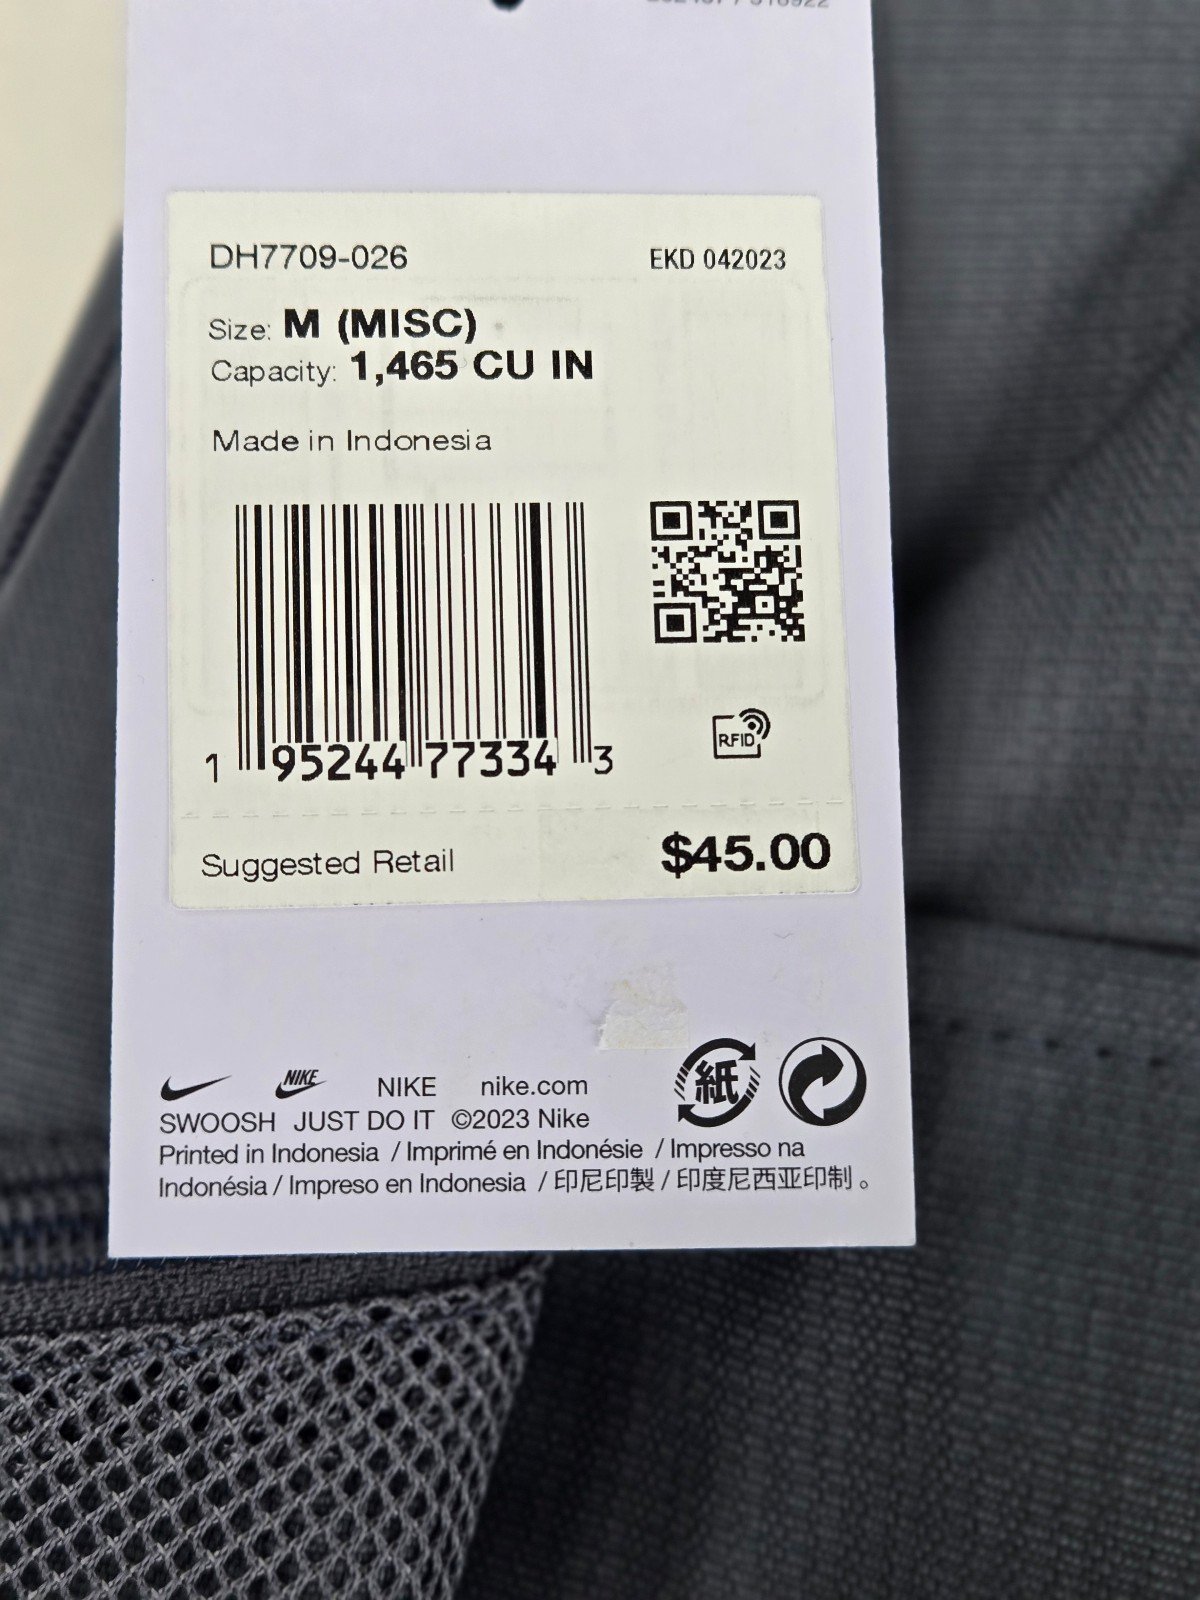 DH7709-026 EKD 042023
Size: M (MISC)
Capacity: 1,465 CU IN
Made in Indonesia
1 95244 77334 3
RFID
Suggested Retail $45.00
NIKE NIKE nike.com
紙
SWOOSH JUST DO IT ©2023 Nike
Printed in Indonesia / Imprimé en Indonésie / Impresso na
Indonésia / Impreso en Indonesia / 印尼印製 / 印度尼西亚印制。